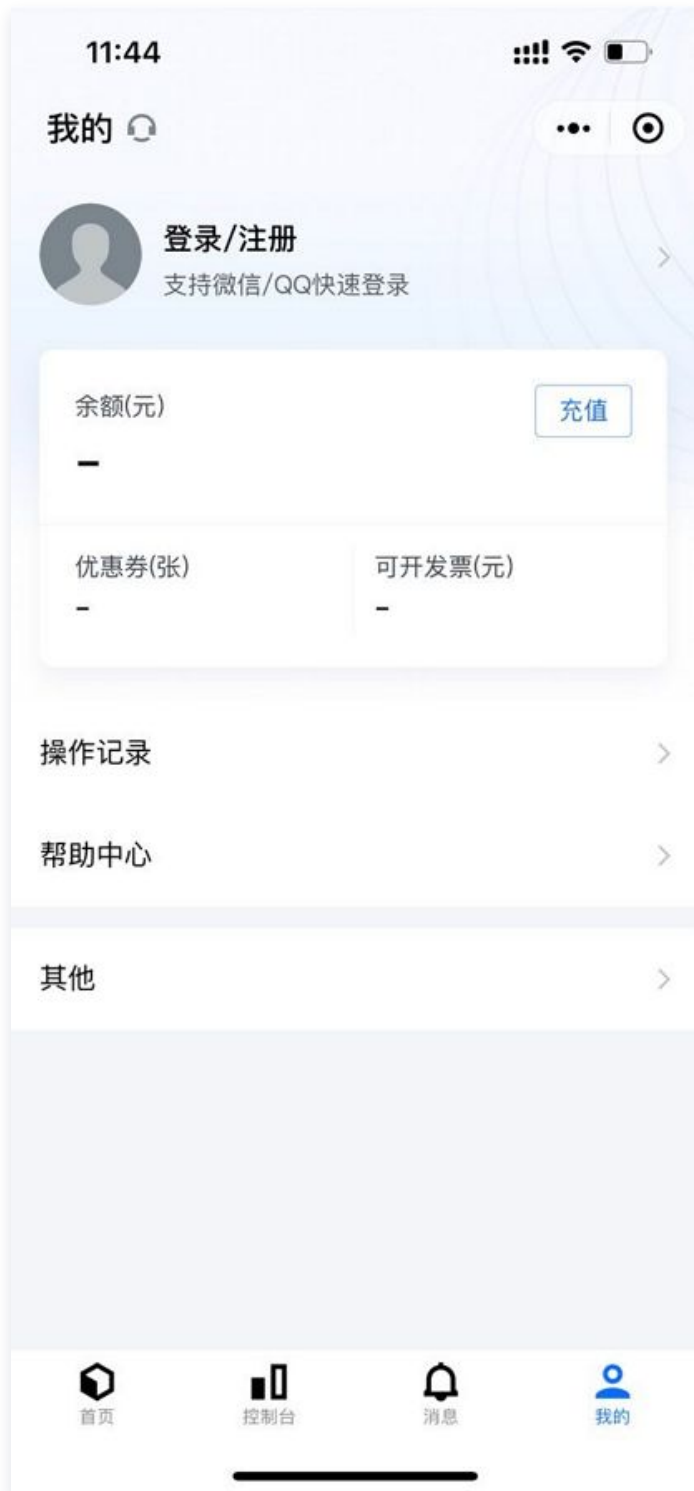 11:44
我的
登录/注册
支持微信/QQ快速登录
余额(元)
充值
–
优惠券(张)
可开发票(元)
-
-
操作记录
帮助中心
其他
首页
控制台
消息
我的